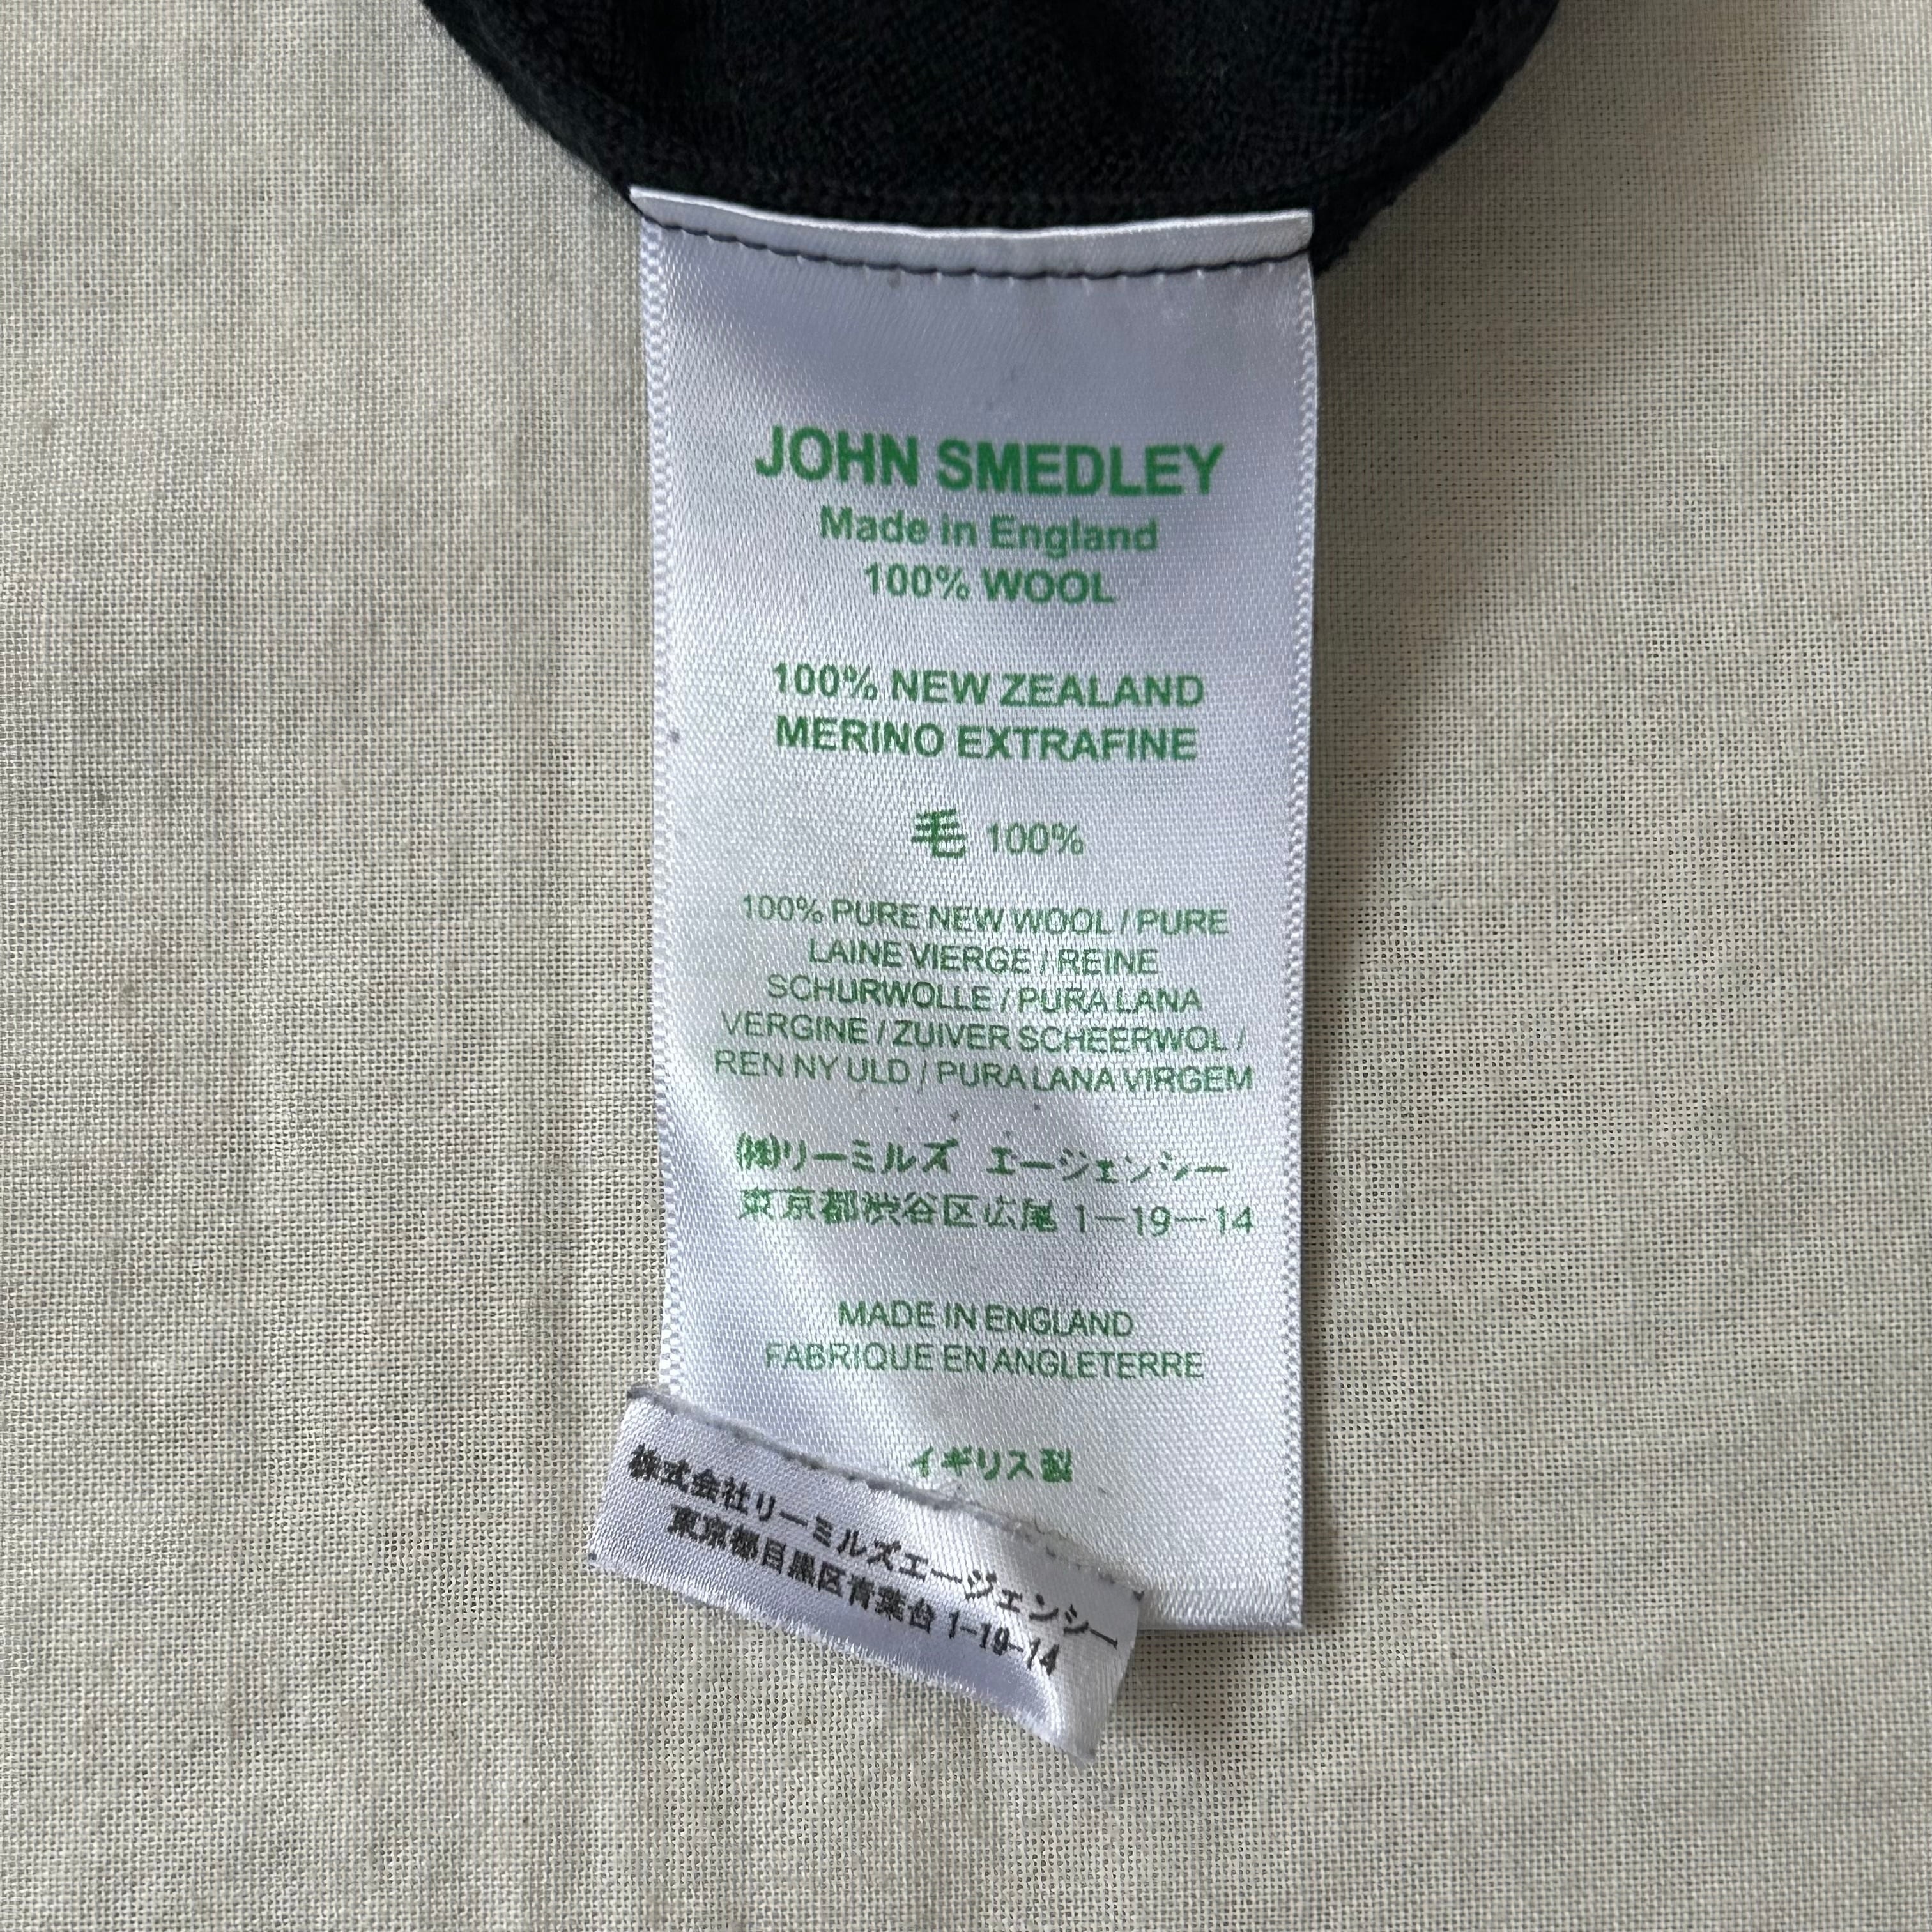 JOHN SMEDLEY
Made in England
100% WOOL
100% NEW ZEALAND
MERINO EXTRAFINE
毛 100%
100% PURE NEW WOOL / PURE
LAINE VIERGE / REINE
SCHURWOLLE / PURA LANA
VERGINE / ZUIVER SCHEERWOL /
REN NY ULD / PURA LANA VIRGEM
(株)リーミルズ エージェンシー
東京都渋谷区広尾 1-19-14
MADE IN ENGLAND
FABRIQUE EN ANGLETERRE
イギリス製
株式会社リーミルズエージェンシー
東京都目黒区青葉台 1-19-14